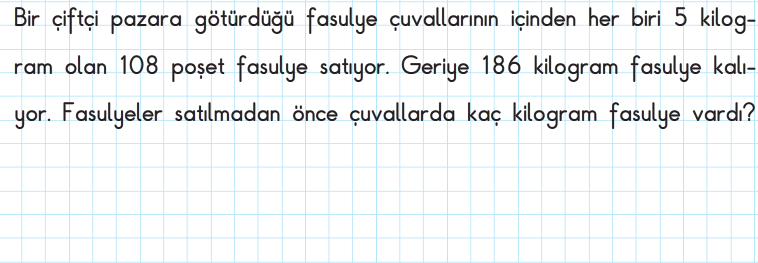 Bir çiftçi pazara götürdüğü fasulye çuvallarının içinden her biri 5 kilog-
ram olan 108 poşet fasulye satıyor. Geriye 186 kilogram fasulye kalı-
yor. Fasulyeler satılmadan önce çuvallarda kaç kilogram fasulye vardı?